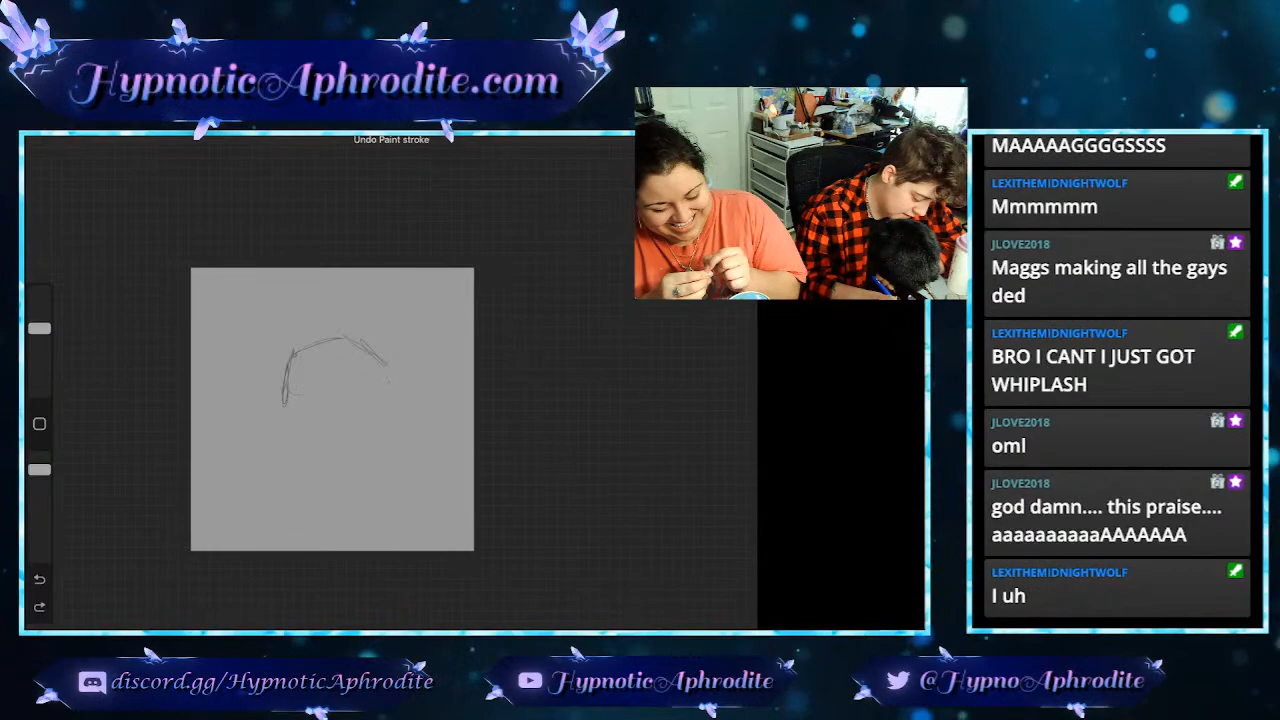 HypnoticAphrodite.com
Undo Paint stroke
MAAAAAGGGGSSSS
LEXITHEMIDNIGHTWOLF
Mmmmmm
JLOVE2018
Maggs making all the gays
ded
LEXITHEMIDNIGHTWOLF
BRO I CANT I JUST GOT
WHIPLASH
JLOVE2018
oml
JLOVE2018
god damn.... this praise....
aaaaaaaaaaAAAAAAA
LEXITHEMIDNIGHTWOLF
I uh
discord.gg/HypnoticAphrodite
HypnoticAphrodite
@HypnoAphrodite